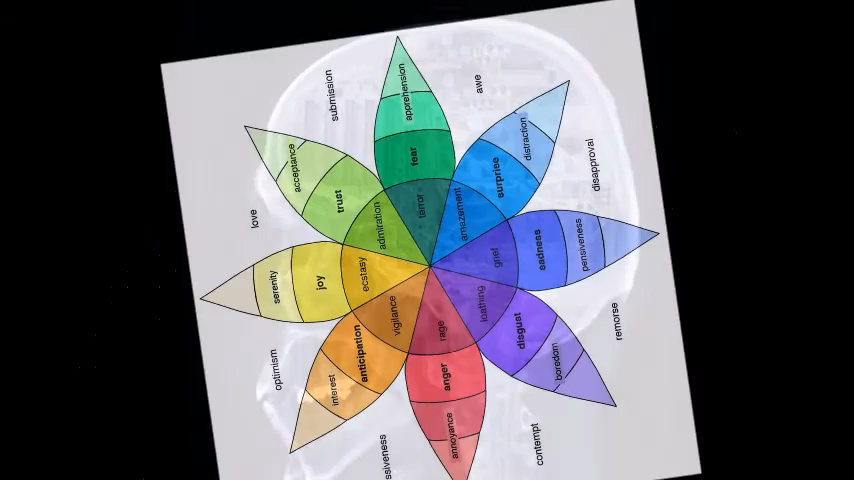 submission
apprehension
awe
acceptance
distraction
disapproval
fear
surprise
trust
love
terror
amazement
admiration
sadness
pensiveness
grief
serenity
joy
ecstasy
loathing
remorse
vigilance
rage
disgust
anticipation
boredom
optimism
interest
anger
annoyance
contempt
ssiveness